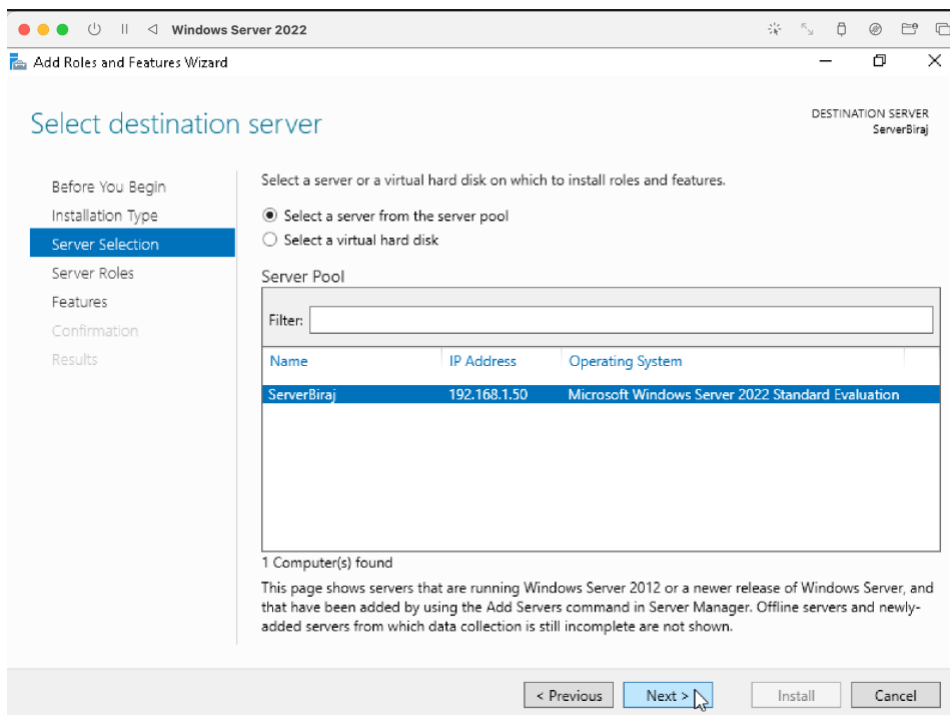 Windows Server 2022
Add Roles and Features Wizard
Select destination server
DESTINATION SERVER
ServerBiraj
Before You Begin
Installation Type
Server Selection
Server Roles
Features
Confirmation
Results
Select a server or a virtual hard disk on which to install roles and features.
Select a server from the server pool
Select a virtual hard disk
Server Pool
Filter:
Name IP Address Operating System
ServerBiraj 192.168.1.50 Microsoft Windows Server 2022 Standard Evaluation
1 Computer(s) found
This page shows servers that are running Windows Server 2012 or a newer release of Windows Server, and
that have been added by using the Add Servers command in Server Manager. Offline servers and newly-
added servers from which data collection is still incomplete are not shown.
< Previous Next > Install Cancel